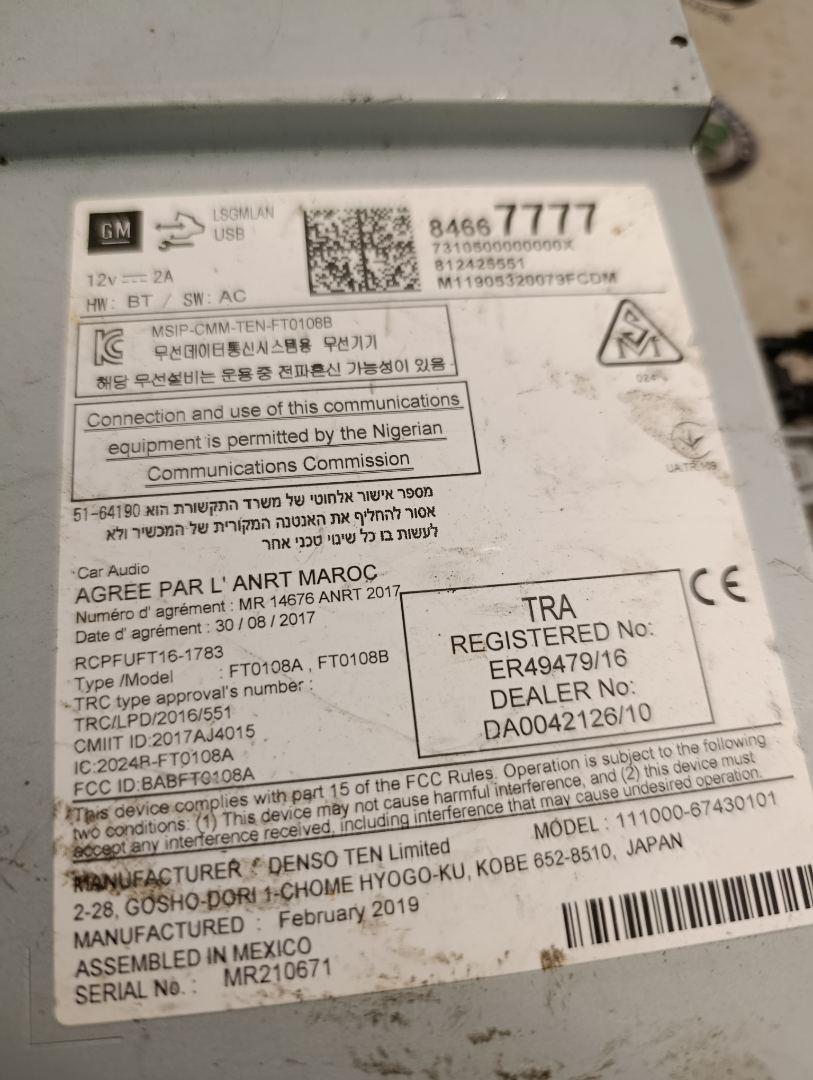 GM
LSGMLAN
USB
84667777
7310500000000X
812425551
M11905320079FCDM
12v 2A
HW: BT / SW: AC
MSIP-CMM-TEN-FT0108B
무선데이터통신시스템용 무선기기
해당 무선설비는 운용 중 전파혼신 가능성이 있음
024
Connection and use of this communications
equipment is permitted by the Nigerian
Communications Commission
UA.TR.109
מספר אישור אלחוטי של משרד התקשורת הוא 51-64190
אסור להחליף את האנטנה המקורית של המכשיר ולא
לעשות בו כל שינוי טכני אחר
Car Audio
AGREE PAR L' ANRT MAROC
Numéro d' agrément : MR 14676 ANRT 2017
Date d' agrément : 30 / 08 / 2017
CE
TRA
REGISTERED No:
ER49479/16
DEALER No:
DA0042126/10
RCPFUFT16-1783
Type /Model : FT0108A , FT0108B
TRC type approval's number :
TRC/LPD/2016/551
CMIIT ID:2017AJ4015
IC:2024B-FT0108A
FCC ID:BABFT0108A
This device complies with part 15 of the FCC Rules. Operation is subject to the following
two conditions: (1) This device may not cause harmful interference, and (2) this device must
accept any interference received, including interference that may cause undesired operation.
MODEL : 111000-67430101
MANUFACTURER : DENSO TEN Limited
2-28, GOSHO-DORI 1-CHOME HYOGO-KU, KOBE 652-8510, JAPAN
MANUFACTURED : February 2019
ASSEMBLED IN MEXICO
SERIAL No. : MR210671